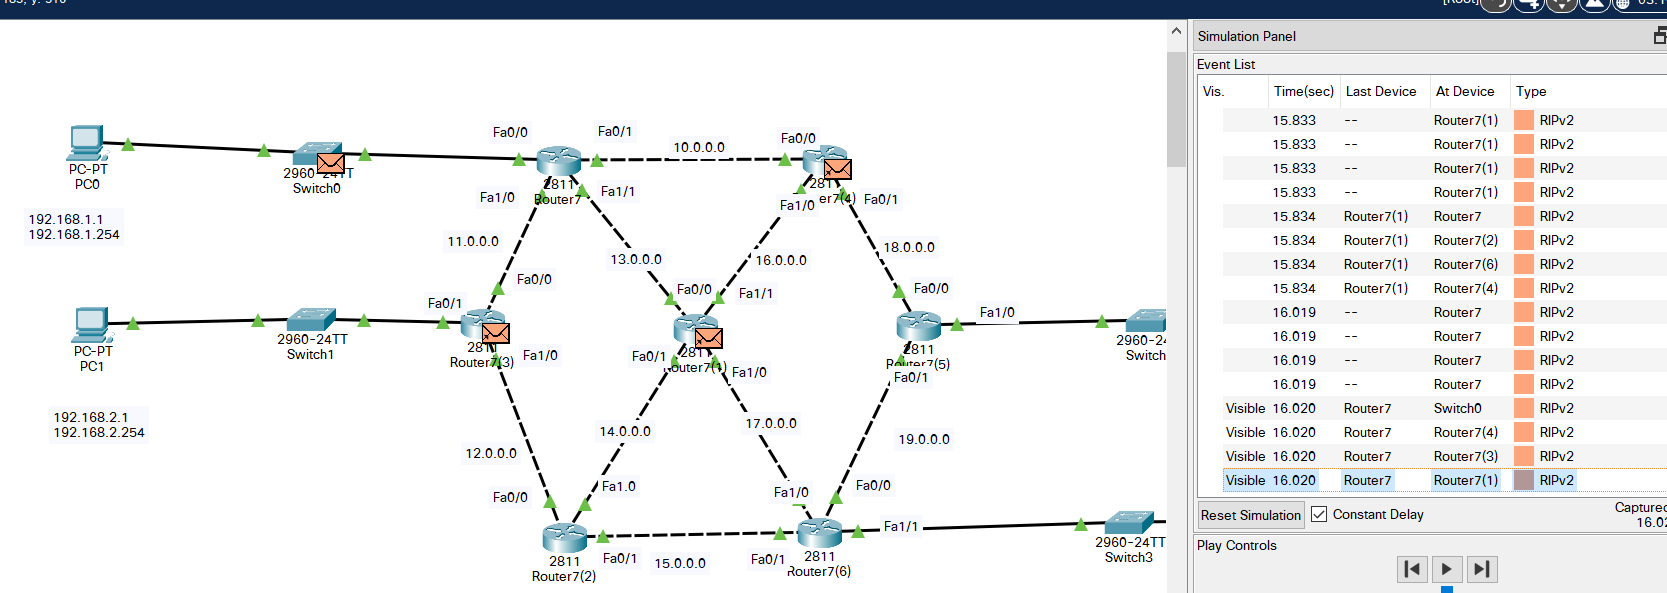 Simulation Panel
Event List
Vis. Time(sec) Last Device At Device Type
15.833 -- Router7(1) RIPv2
15.833 -- Router7(1) RIPv2
15.833 -- Router7(1) RIPv2
15.833 -- Router7(1) RIPv2
15.834 Router7(1) Router7 RIPv2
15.834 Router7(1) Router7(2) RIPv2
15.834 Router7(1) Router7(6) RIPv2
15.834 Router7(1) Router7(4) RIPv2
16.019 -- Router7 RIPv2
16.019 -- Router7 RIPv2
16.019 -- Router7 RIPv2
16.019 -- Router7 RIPv2
Visible 16.020 Router7 Switch0 RIPv2
Visible 16.020 Router7 Router7(4) RIPv2
Visible 16.020 Router7 Router7(3) RIPv2
Visible 16.020 Router7 Router7(1) RIPv2
Reset Simulation Constant Delay
Captured
16.02
Play Controls
Fa0/0
Fa0/1
10.0.0.0
Fa0/0
PC-PT
PC0
2960-24TT
Switch0
2811
Router7
Fa1/0
Fa1/1
281
er7(4)
Fa1/0
Fa0/1
192.168.1.1
192.168.1.254
11.0.0.0
13.0.0.0
16.0.0.0
18.0.0.0
Fa0/0
Fa0/1
Fa0/0
Fa1/1
Fa0/0
Fa1/0
PC-PT
PC1
2960-24TT
Switch1
281
Router7(3)
Fa1/0
Fa0/1
281
outer7(1)
Fa1/0
2811
Router7(5)
Fa0/1
2960-2
Switch
192.168.2.1
192.168.2.254
12.0.0.0
14.0.0.0
17.0.0.0
19.0.0.0
Fa0/0
Fa1.0
Fa1/0
Fa0/0
2811
Router7(2)
Fa0/1
15.0.0.0
Fa0/1
2811
Router7(6)
Fa1/1
2960-24TT
Switch3